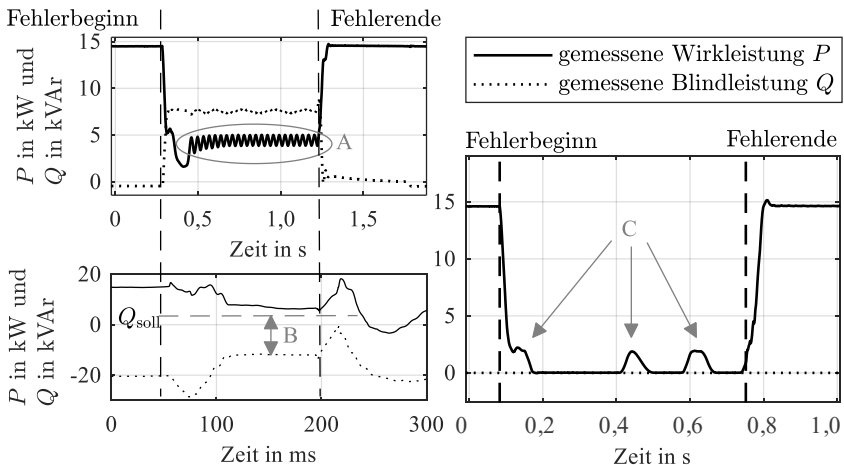 Fehlerbeginn
Fehlerende
15
10
5
0
P in kW und
Q in kVAr
A
0
0,5
1,0
1,5
Zeit in s
20
0
-20
P in kW und
Q in kVAr
Qsoll
B
0
100
200
300
Zeit in ms
gemessene Wirkleistung P
gemessene Blindleistung Q
Fehlerbeginn
Fehlerende
15
10
5
0
C
0
0,2
0,4
0,6
0,8
1,0
Zeit in s